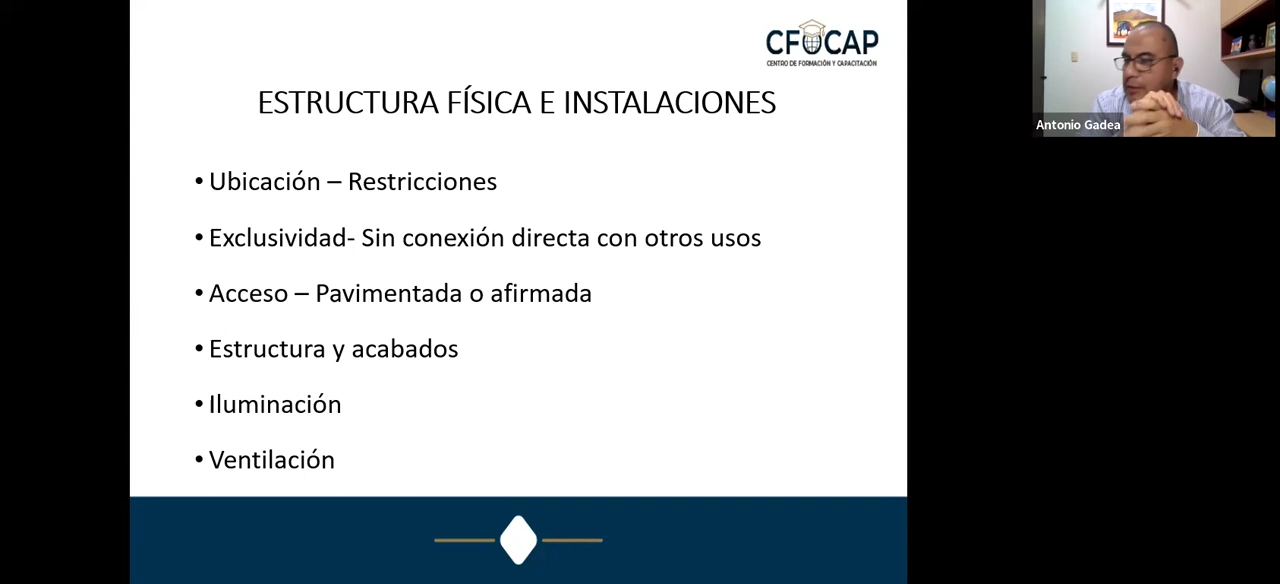 CFOCAP
CENTRO DE FORMACIÓN Y CAPACITACIÓN
ESTRUCTURA FÍSICA E INSTALACIONES
• Ubicación – Restricciones
• Exclusividad- Sin conexión directa con otros usos
• Acceso – Pavimentada o afirmada
• Estructura y acabados
• Iluminación
• Ventilación
Antonio Gadea